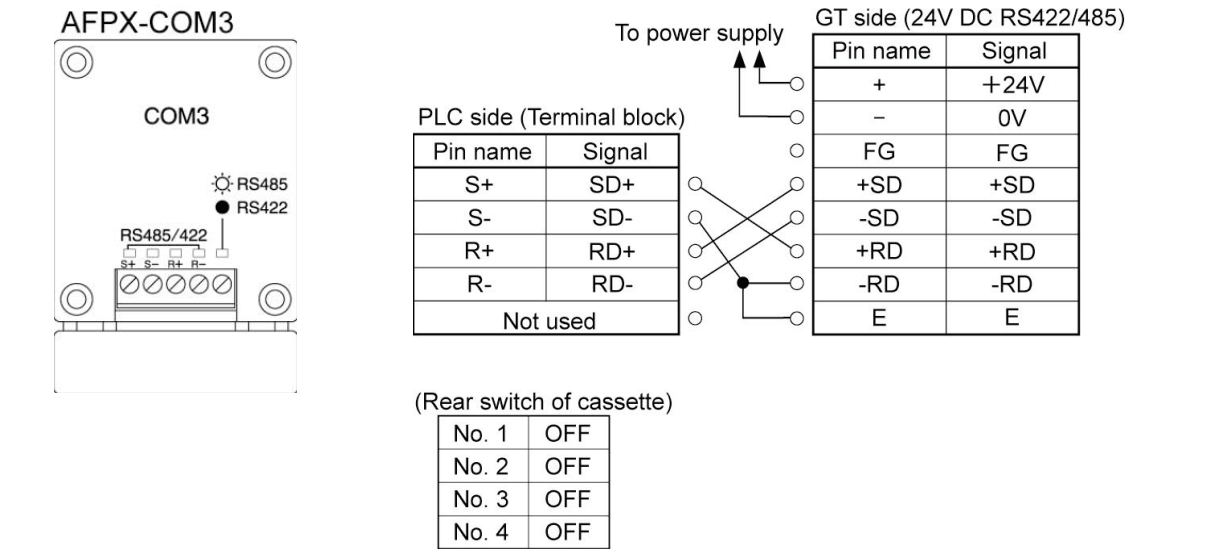 AFPX-COM3
COM3
RS485
RS422
RS485/422
S+ S- R+ R-
To power supply
GT side (24V DC RS422/485)
Pin name Signal
+ +24V
- 0V
FG FG
+SD +SD
-SD -SD
+RD +RD
-RD -RD
E E
PLC side (Terminal block)
Pin name Signal
S+ SD+
S- SD-
R+ RD+
R- RD-
Not used
(Rear switch of cassette)
No. 1 OFF
No. 2 OFF
No. 3 OFF
No. 4 OFF